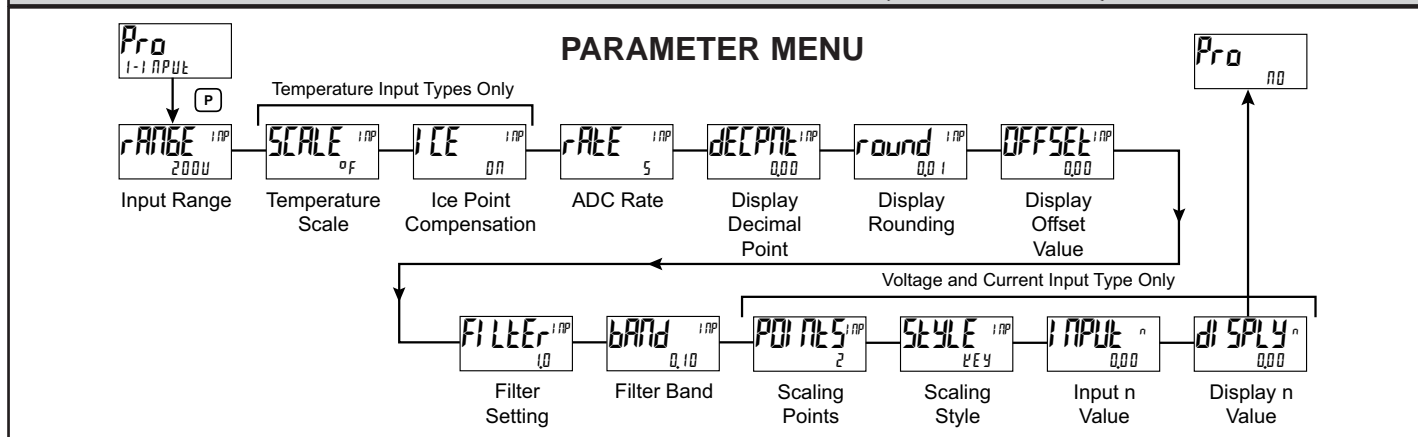 PARAMETER MENU
Pro
1-INPUt
P
Pro
NO
Temperature Input Types Only
rANGE INP
200V
Input Range
SCALE INP
°F
Temperature
Scale
ICE INP
ON
Ice Point
Compensation
rAtE INP
5
ADC Rate
dECPNt INP
0.00
Display
Decimal
Point
round INP
0.01
Display
Rounding
OFFSEt INP
0.00
Display
Offset
Value
Voltage and Current Input Type Only
FILtEr INP
1.0
Filter
Setting
bANd INP
0.10
Filter Band
POINtS INP
2
Scaling
Points
StYLE INP
KEY
Scaling
Style
INPUt n
0.00
Input n
Value
dISPLY n
0.00
Display n
Value